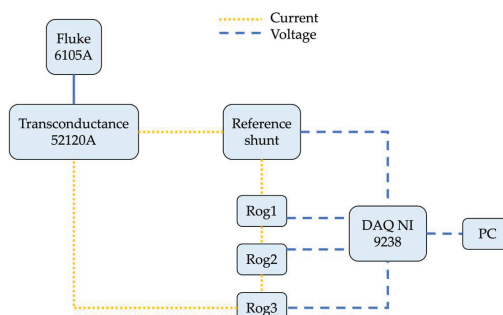 Current
Voltage
Fluke
6105A
Transconductance
52120A
Reference
shunt
Rog1
Rog2
Rog3
DAQ NI
9238
PC